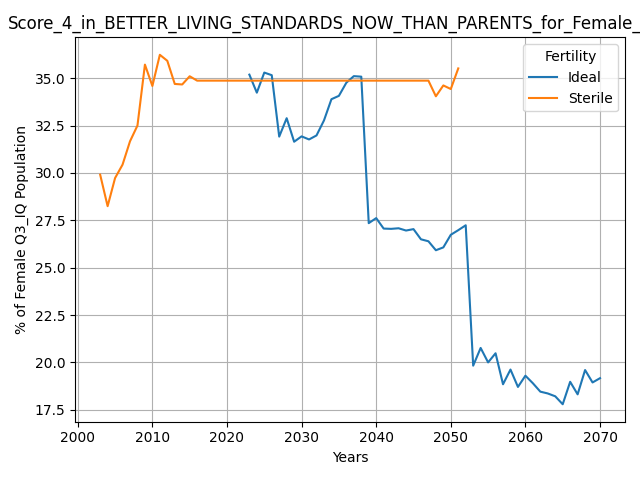 Score_4_in_BETTER_LIVING_STANDARDS_NOW_THAN_PARENTS_for_Female_
Fertility
Ideal
Sterile
% of Female Q3_IQ Population
35.0
32.5
30.0
27.5
25.0
22.5
20.0
17.5
2000
2010
2020
2030
2040
2050
2060
2070
Years